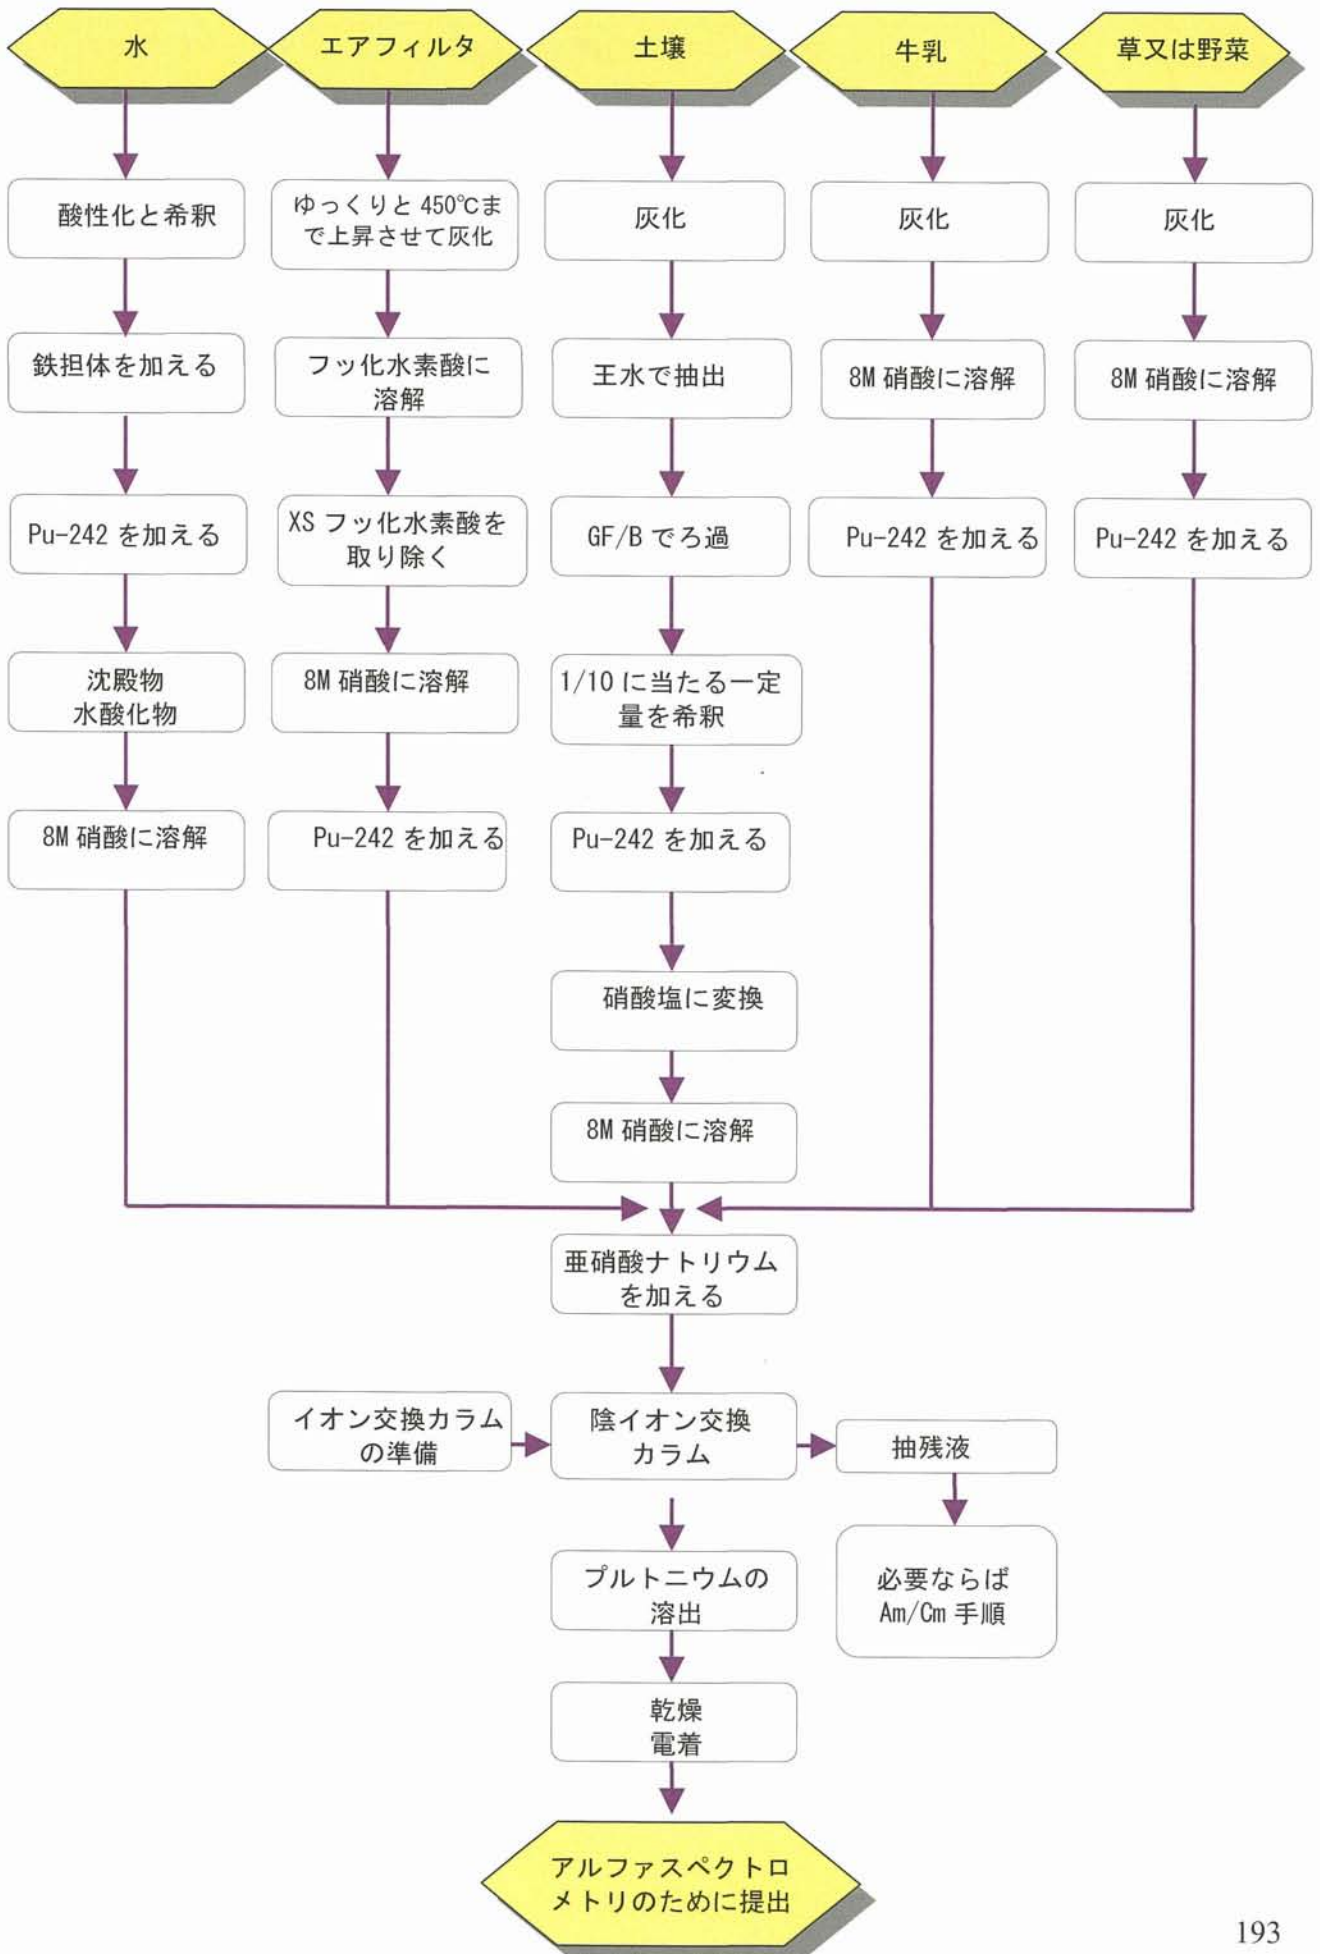 水
エアフィルタ
土壌
牛乳
草又は野菜
酸性化と希釈
ゆっくりと 450℃ま
で上昇させて灰化
灰化
灰化
灰化
鉄担体を加える
フッ化水素酸に
溶解
王水で抽出
8M 硝酸に溶解
8M 硝酸に溶解
Pu-242 を加える
XS フッ化水素酸を
取り除く
GF/B でろ過
Pu-242 を加える
Pu-242 を加える
沈殿物
水酸化物
8M 硝酸に溶解
1/10 に当たる一定
量を希釈
8M 硝酸に溶解
Pu-242 を加える
Pu-242 を加える
硝酸塩に変換
8M 硝酸に溶解
亜硝酸ナトリウム
を加える
イオン交換カラム
の準備
陰イオン交換
カラム
抽残液
プルトニウムの
溶出
必要ならば
Am/Cm 手順
乾燥
電着
アルファスペクトロ
メトリのために提出
193